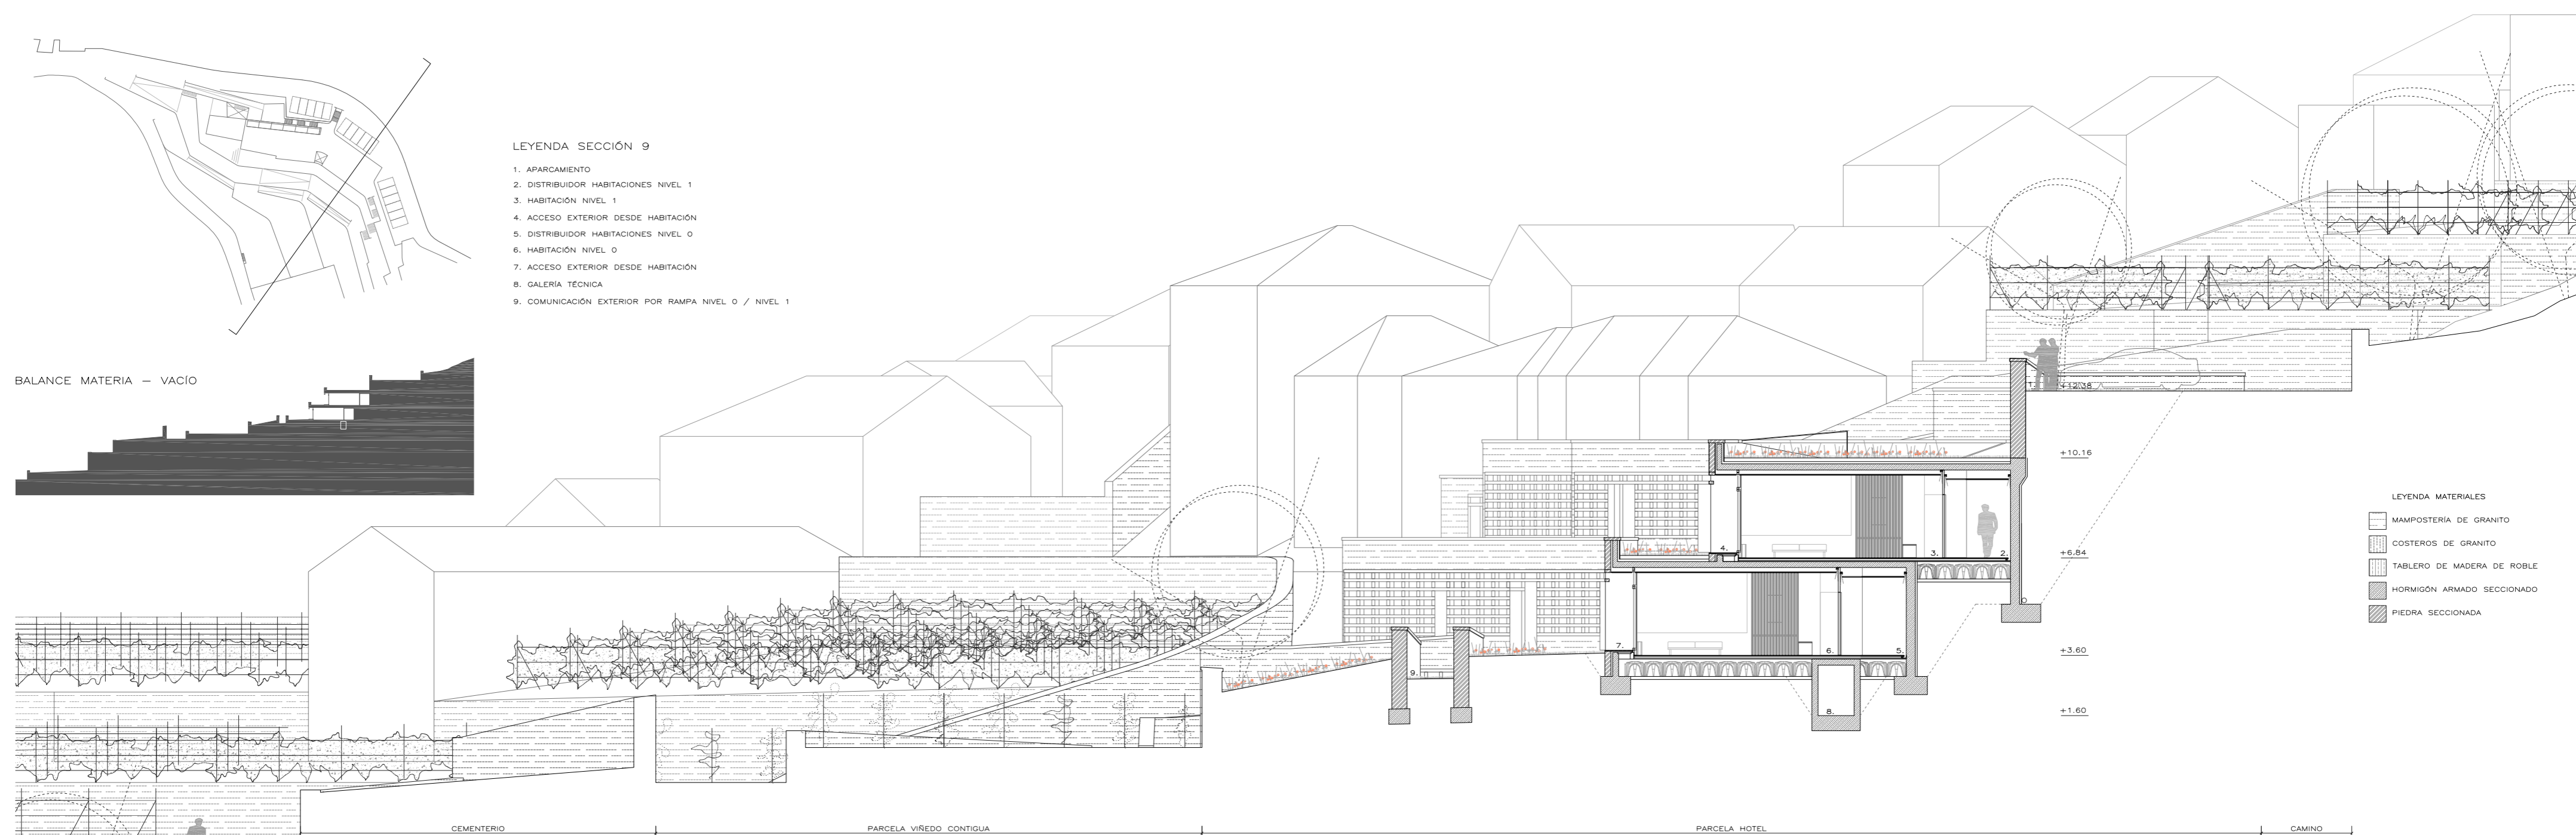 LEYENDA SECCIÓN 9
1. APARCAMIENTO
2. DISTRIBUIDOR HABITACIONES NIVEL 1
3. HABITACIÓN NIVEL 1
4. ACCESO EXTERIOR DESDE HABITACIÓN
5. DISTRIBUIDOR HABITACIONES NIVEL 0
6. HABITACIÓN NIVEL 0
7. ACCESO EXTERIOR DESDE HABITACIÓN
8. GALERÍA TÉCNICA
9. COMUNICACIÓN EXTERIOR POR RAMPA NIVEL 0 / NIVEL 1
BALANCE MATERIA – VACÍO
1.
+12.38
+10.16
4.
3.
2.
+6.84
7.
6.
5.
+3.60
9.
8.
+1.60
LEYENDA MATERIALES
MAMPOSTERÍA DE GRANITO
COSTEROS DE GRANITO
TABLERO DE MADERA DE ROBLE
HORMIGÓN ARMADO SECCIONADO
PIEDRA SECCIONADA
CEMENTERIO
PARCELA VIÑEDO CONTIGUA
PARCELA HOTEL
CAMINO